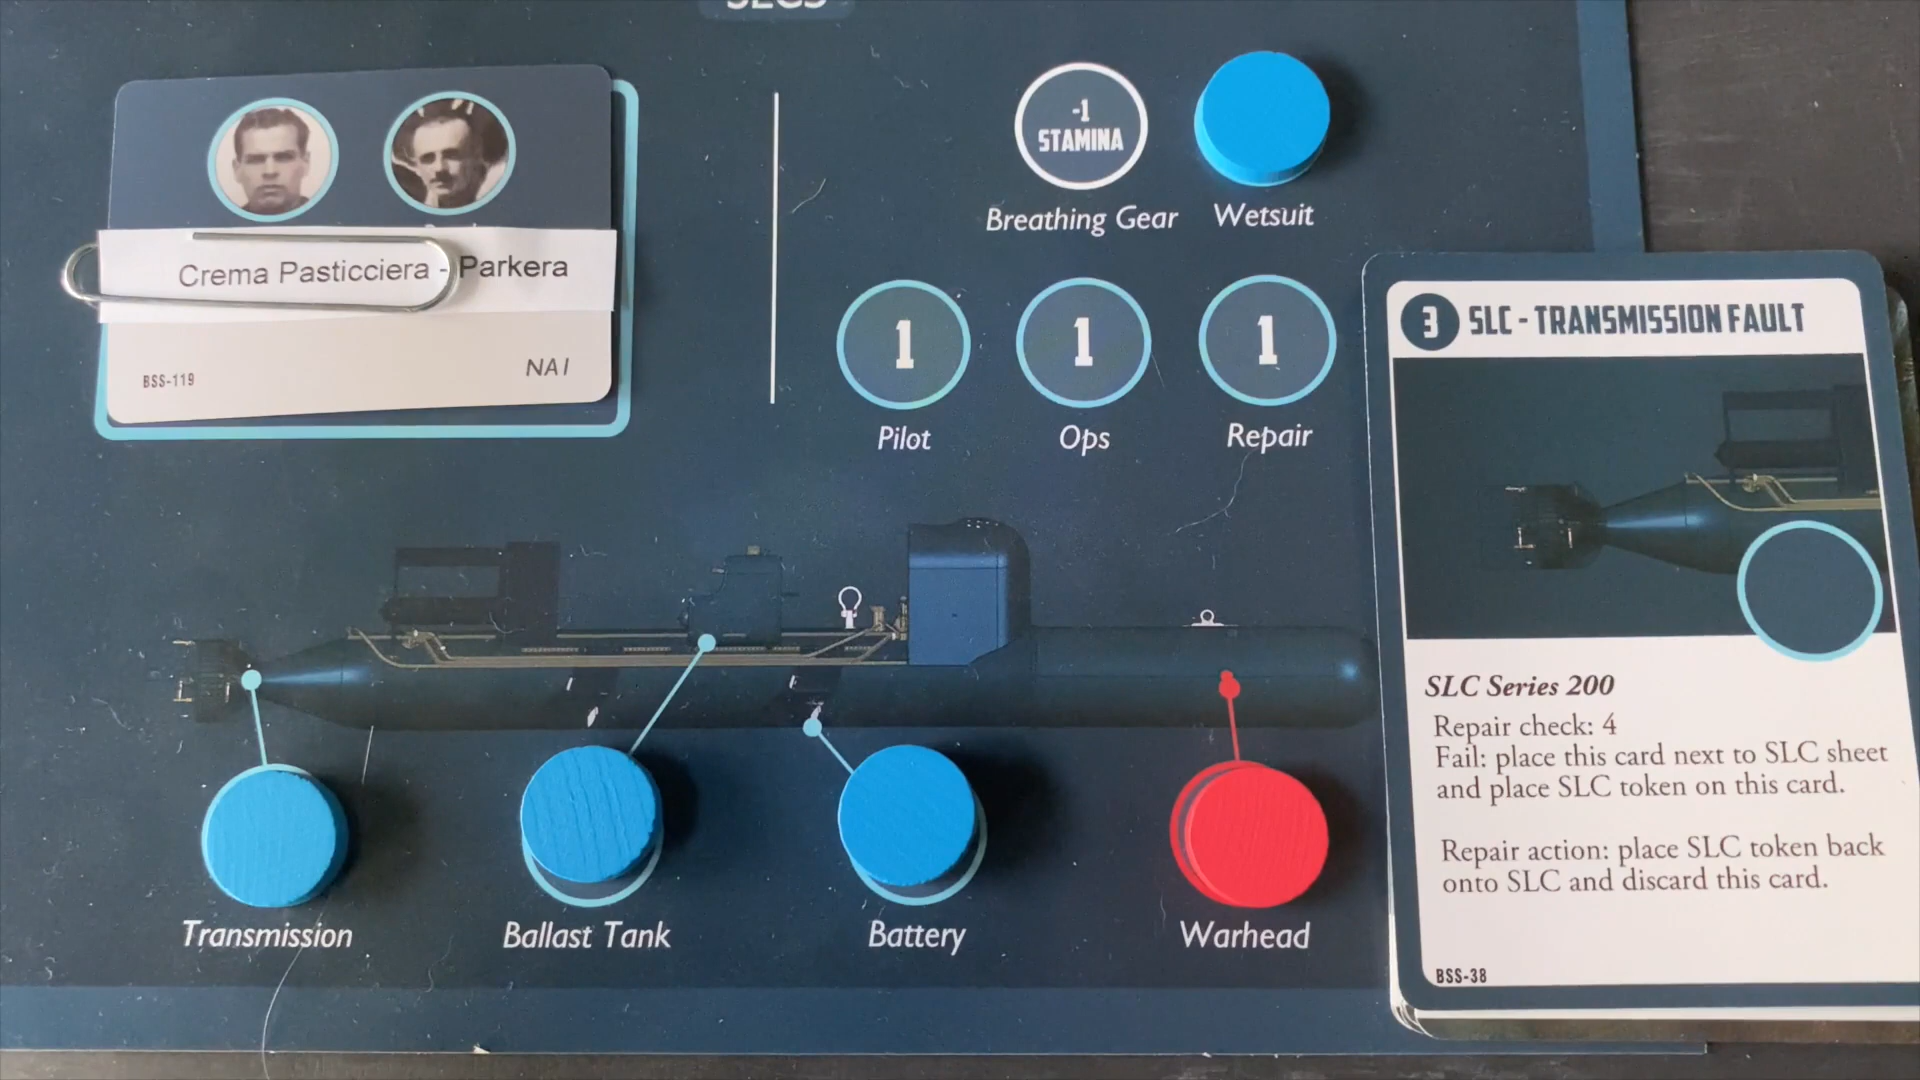 SLC3
Crema Pasticciera - Parkera
BSS-119
NAI
-1
STAMINA
Breathing Gear
Wetsuit
1
1
1
Pilot
Ops
Repair
Transmission
Ballast Tank
Battery
Warhead
3 SLC - TRANSMISSION FAULT
SLC Series 200
Repair check: 4
Fail: place this card next to SLC sheet
and place SLC token on this card.
Repair action: place SLC token back
onto SLC and discard this card.
BSS-38